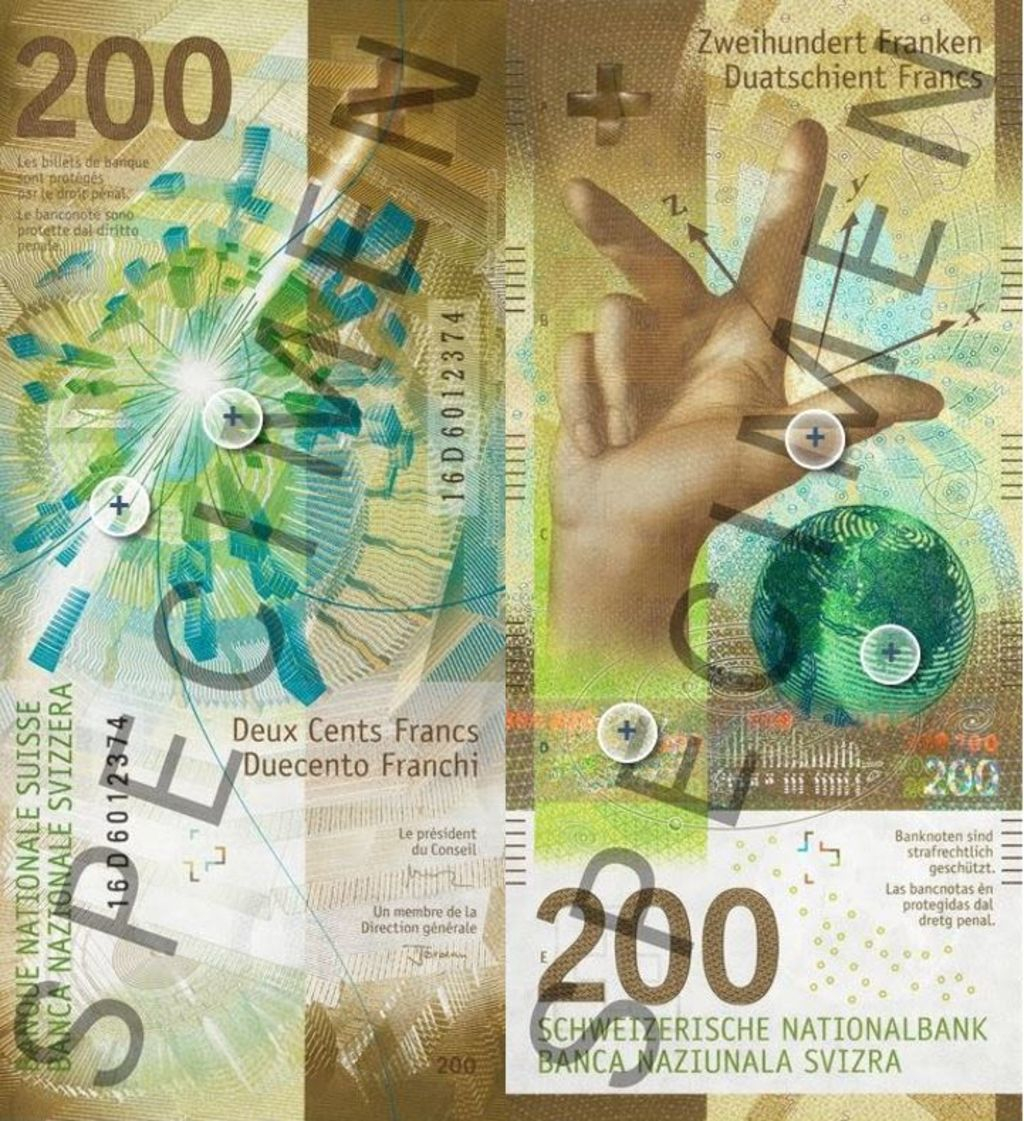 200
Les billets de banque
sont protégés
par le droit pénal.
Le banconote sono
protette dal diritto
penale.
16D6012374
BANQUE NATIONALE SUISSE
BANCA NAZIONALE SVIZZERA
16D6012374
Deux Cents Francs
Duecento Franchi
Le président
du Conseil
Un membre de la
Direction générale
200
SPECIMEN
Zweihundert Franken
Duatschient Francs
z
y
x
B
C
D
200
Banknoten sind
strafrechtlich
geschützt.
Las bancnotas èn
protegidas dal
dretg penal.
E
200
SCHWEIZERISCHE NATIONALBANK
BANCA NAZIUNALA SVIZRA
SPECIMEN